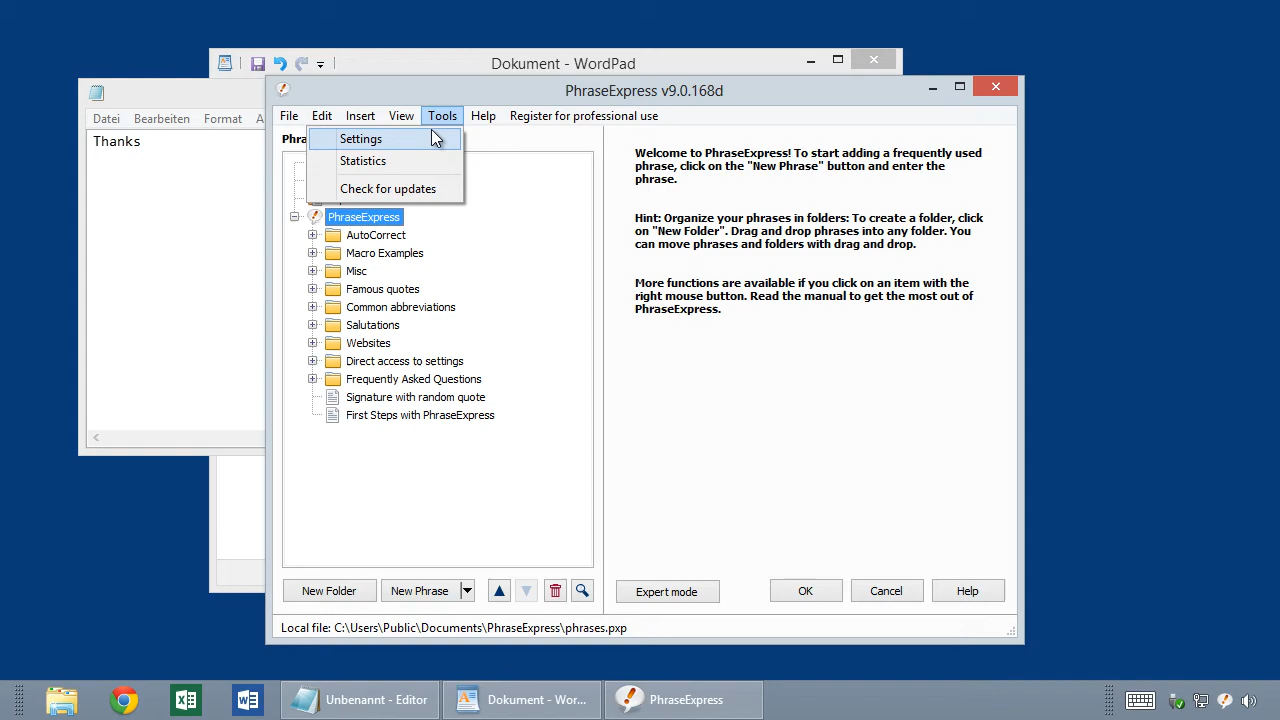 Dokument - WordPad
PhraseExpress v9.0.168d
Datei Bearbeiten Format A
Thanks
File Edit Insert View Tools Help Register for professional use
Phra
Settings
Statistics
Check for updates
PhraseExpress
AutoCorrect
Macro Examples
Misc
Famous quotes
Common abbreviations
Salutations
Websites
Direct access to settings
Frequently Asked Questions
Signature with random quote
First Steps with PhraseExpress
Welcome to PhraseExpress! To start adding a frequently used
phrase, click on the "New Phrase" button and enter the
phrase.
Hint: Organize your phrases in folders: To create a folder, click
on "New Folder". Drag and drop phrases into any folder. You
can move phrases and folders with drag and drop.
More functions are available if you click on an item with the
right mouse button. Read the manual to get the most out of
PhraseExpress.
New Folder New Phrase Expert mode OK Cancel Help
Local file: C:\Users\Public\Documents\PhraseExpress\phrases.pxp
Unbenannt - Editor Dokument - Wor... PhraseExpress